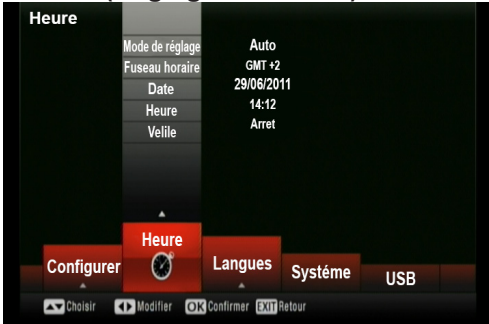 Heure
Mode de réglage Auto
Fuseau horaire GMT +2
Date 29/06/2011
Heure 14:12
Velile Arret
Configurer Heure Langues Systéme USB
Choisir Modifier OK Confirmer EXIT Retour